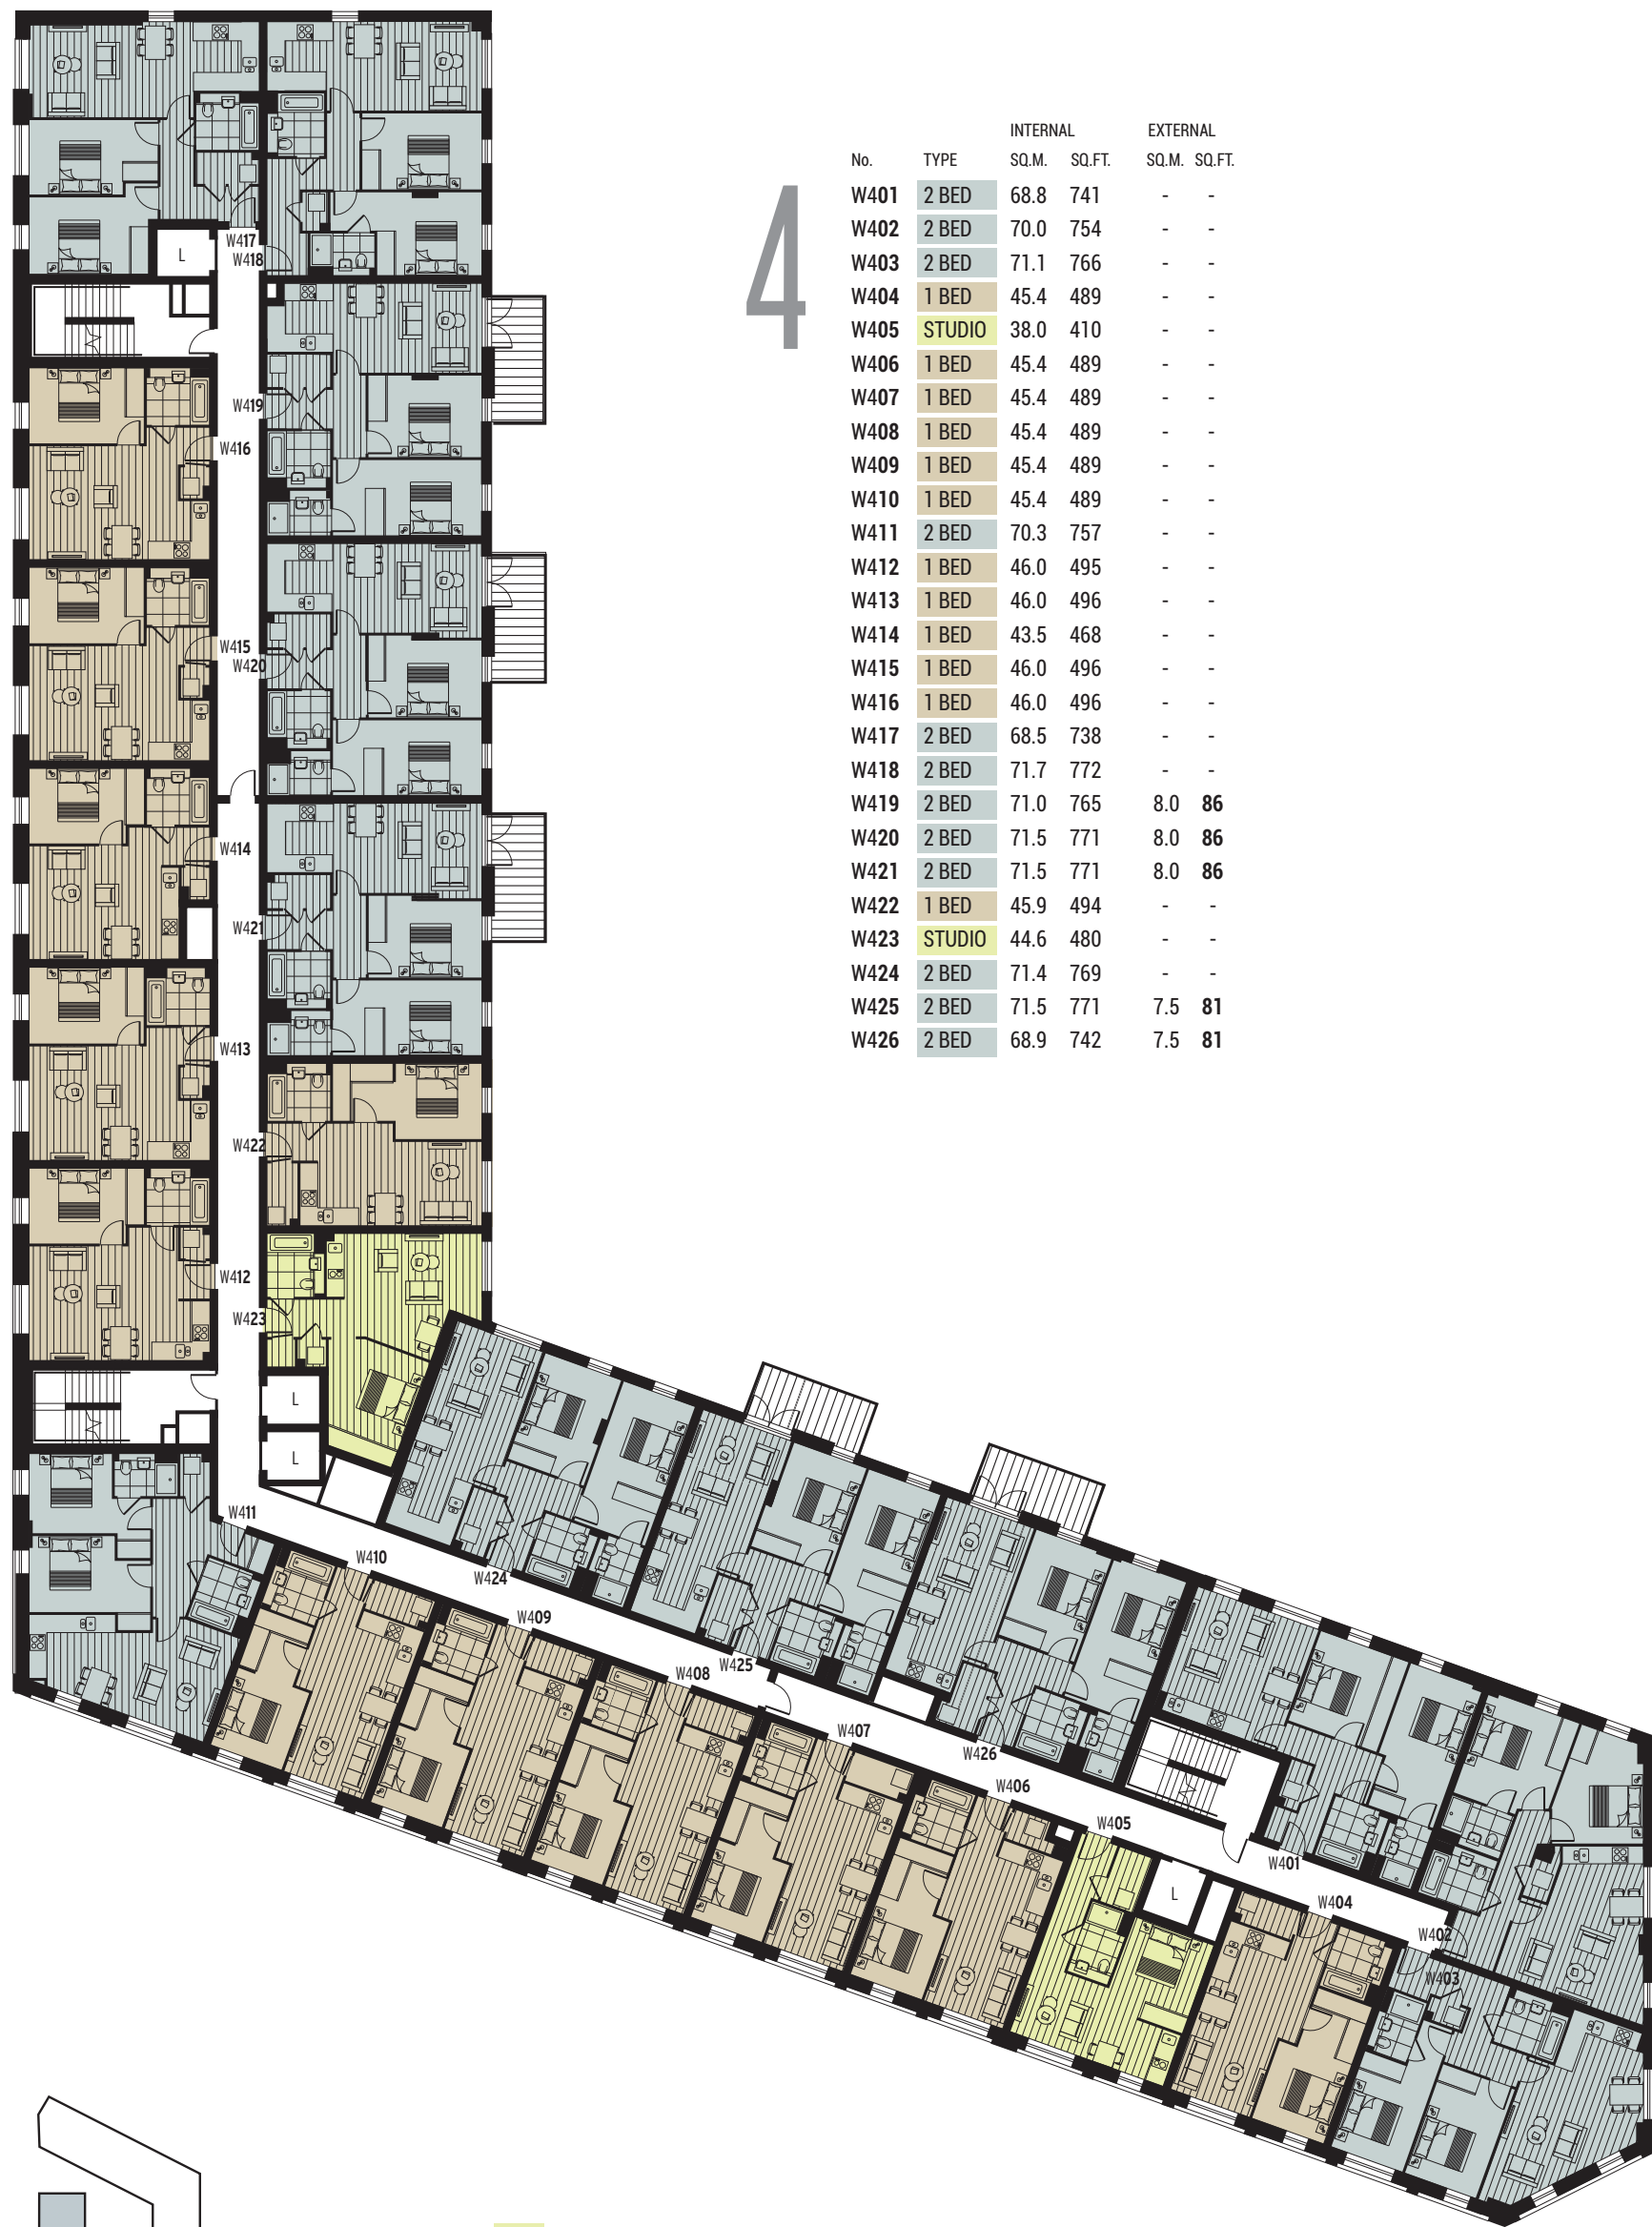 4
INTERNAL EXTERNAL
No. TYPE SQ.M. SQ.FT. SQ.M. SQ.FT.
W401 2 BED 68.8 741 - -
W402 2 BED 70.0 754 - -
W403 2 BED 71.1 766 - -
W404 1 BED 45.4 489 - -
W405 STUDIO 38.0 410 - -
W406 1 BED 45.4 489 - -
W407 1 BED 45.4 489 - -
W408 1 BED 45.4 489 - -
W409 1 BED 45.4 489 - -
W410 1 BED 45.4 489 - -
W411 2 BED 70.3 757 - -
W412 1 BED 46.0 495 - -
W413 1 BED 46.0 496 - -
W414 1 BED 43.5 468 - -
W415 1 BED 46.0 496 - -
W416 1 BED 46.0 496 - -
W417 2 BED 68.5 738 - -
W418 2 BED 71.7 772 - -
W419 2 BED 71.0 765 8.0 86
W420 2 BED 71.5 771 8.0 86
W421 2 BED 71.5 771 8.0 86
W422 1 BED 45.9 494 - -
W423 STUDIO 44.6 480 - -
W424 2 BED 71.4 769 - -
W425 2 BED 71.5 771 7.5 81
W426 2 BED 68.9 742 7.5 81
W417
L
W418
W419
W416
W415
W420
W414
W421
W413
W422
W412
W423
L
L
W411
W410
W424
W409
W408
W425
W407
W426
W406
W405
W401
L
W404
W402
W403